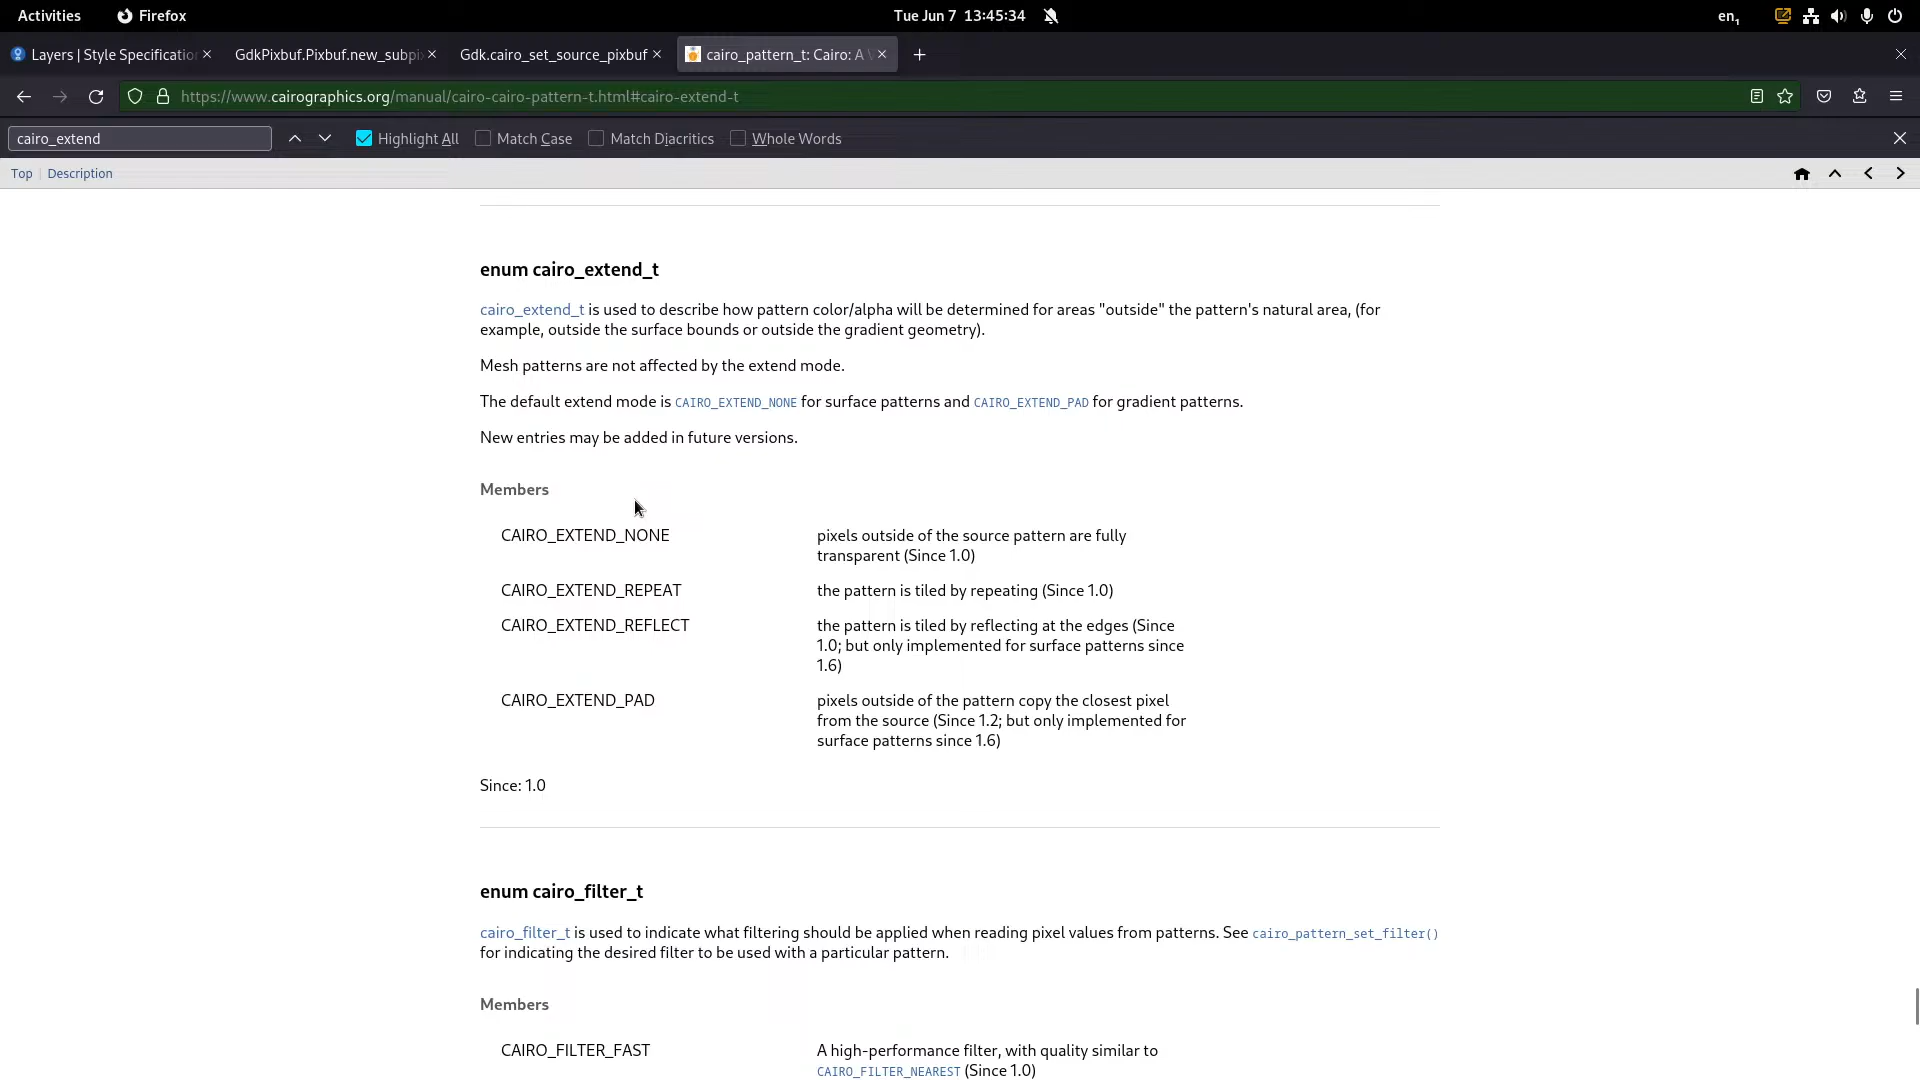 Activities Firefox Tue Jun 7 13:45:34 en₁
Layers | Style Specificatio GdkPixbuf.Pixbuf.new_subpi Gdk.cairo_set_source_pixbuf cairo_pattern_t: Cairo: A
https://www.cairographics.org/manual/cairo-cairo-pattern-t.html#cairo-extend-t
cairo_extend Highlight All Match Case Match Diacritics Whole Words
Top | Description
enum cairo_extend_t
cairo_extend_t is used to describe how pattern color/alpha will be determined for areas "outside" the pattern's natural area, (for
example, outside the surface bounds or outside the gradient geometry).
Mesh patterns are not affected by the extend mode.
The default extend mode is CAIRO_EXTEND_NONE for surface patterns and CAIRO_EXTEND_PAD for gradient patterns.
New entries may be added in future versions.
Members
CAIRO_EXTEND_NONE pixels outside of the source pattern are fully
transparent (Since 1.0)
CAIRO_EXTEND_REPEAT the pattern is tiled by repeating (Since 1.0)
CAIRO_EXTEND_REFLECT the pattern is tiled by reflecting at the edges (Since
1.0; but only implemented for surface patterns since
1.6)
CAIRO_EXTEND_PAD pixels outside of the pattern copy the closest pixel
from the source (Since 1.2; but only implemented for
surface patterns since 1.6)
Since: 1.0
enum cairo_filter_t
cairo_filter_t is used to indicate what filtering should be applied when reading pixel values from patterns. See cairo_pattern_set_filter()
for indicating the desired filter to be used with a particular pattern.
Members
CAIRO_FILTER_FAST A high-performance filter, with quality similar to
CAIRO_FILTER_NEAREST (Since 1.0)